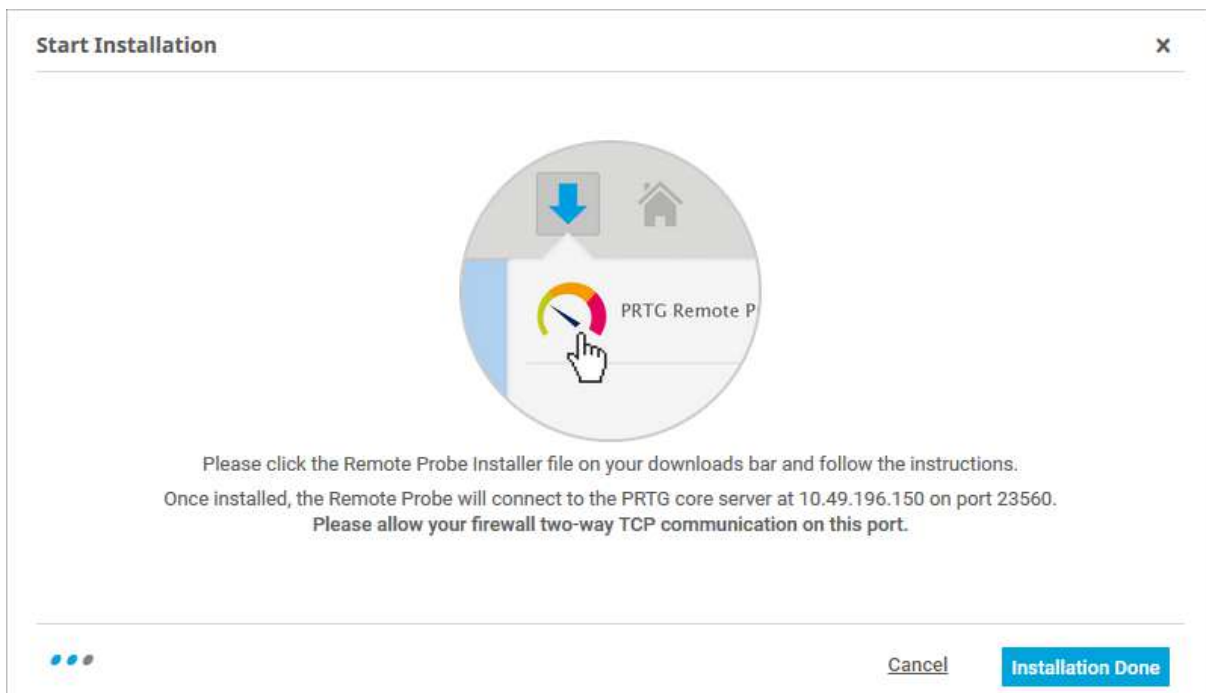 Start Installation
PRTG Remote P
Please click the Remote Probe Installer file on your downloads bar and follow the instructions.
Once installed, the Remote Probe will connect to the PRTG core server at 10.49.196.150 on port 23560.
Please allow your firewall two-way TCP communication on this port.
Cancel
Installation Done